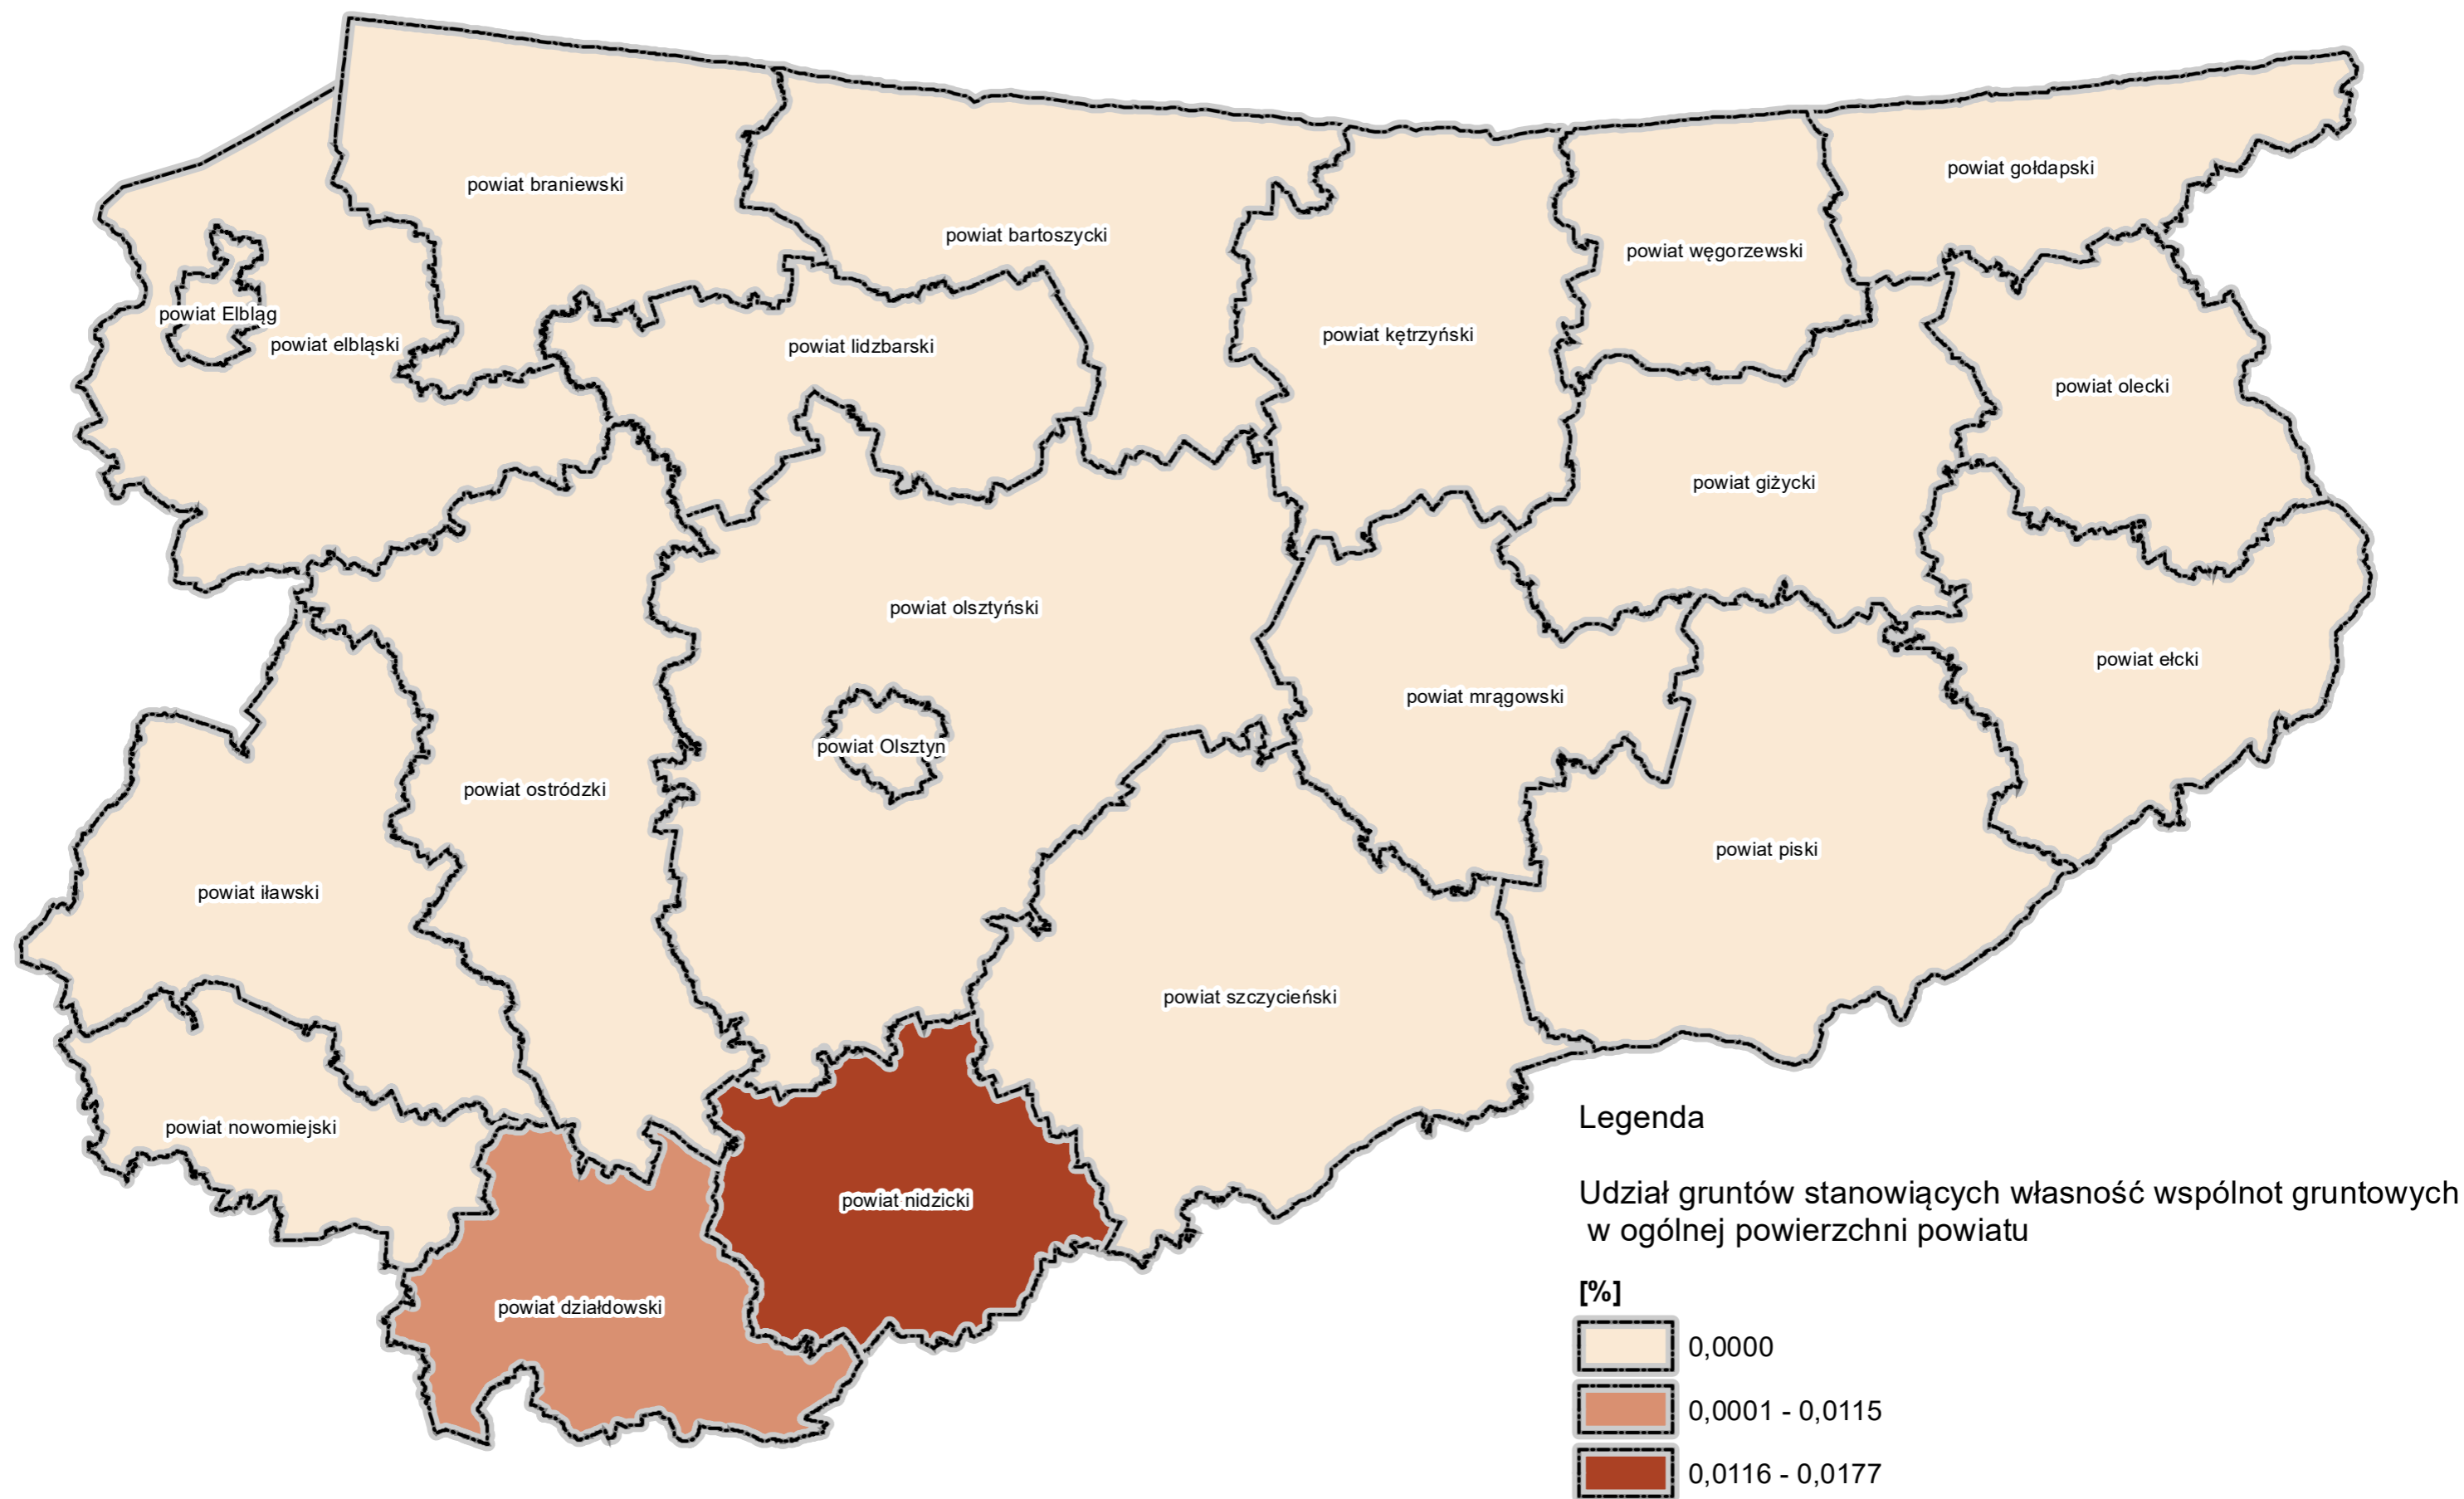 powiat gołdapski
powiat braniewski
powiat bartoszycki
powiat węgorzewski
powiat Elbląg
powiat elbląski
powiat lidzbarski
powiat kętrzyński
powiat olecki
powiat giżycki
powiat olsztyński
powiat ełcki
powiat mrągowski
powiat Olsztyn
powiat ostródzki
powiat piski
powiat iławski
powiat szczycieński
powiat nowomiejski
powiat nidzicki
powiat działdowski
Legenda
Udział gruntów stanowiących własność wspólnot gruntowych
w ogólnej powierzchni powiatu
[%]
0,0000
0,0001 - 0,0115
0,0116 - 0,0177